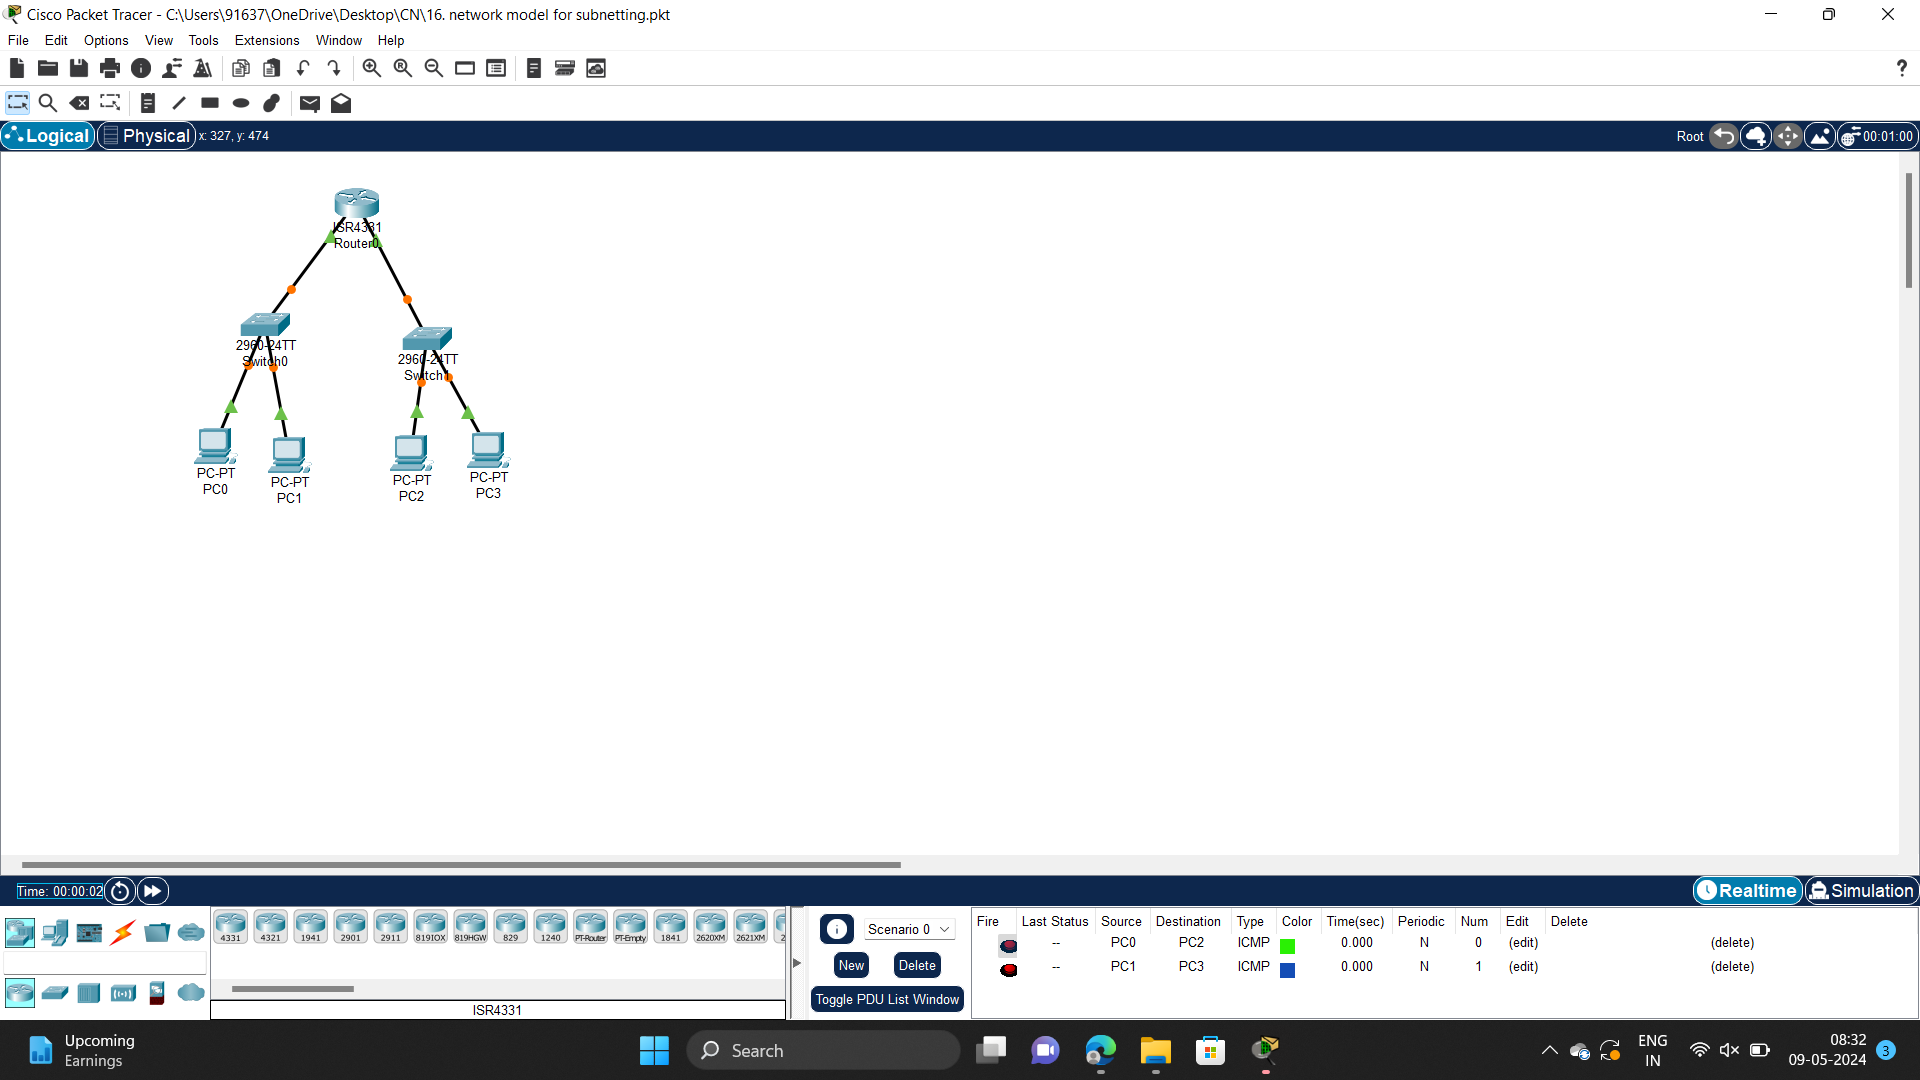 Cisco Packet Tracer - C:\Users\91637\OneDrive\Desktop\CN\16. network model for subnetting.pkt
File Edit Options View Tools Extensions Window Help
?
Logical Physical x: 327, y: 474 Root 00:01:00
ISR4331
Router0
2960-24TT
Switch0
2960-24TT
Switch1
PC-PT
PC0
PC-PT
PC1
PC-PT
PC2
PC-PT
PC3
Time: 00:00:02 Realtime Simulation
4331 4321 1941 2901 2911 819IOX 819HGW 829 1240 PT-Router PT-Empty 1841 2620XM 2621XM 2
ISR4331
Scenario 0
New Delete
Toggle PDU List Window
Fire Last Status Source Destination Type Color Time(sec) Periodic Num Edit Delete
-- PC0 PC2 ICMP 0.000 N 0 (edit) (delete)
-- PC1 PC3 ICMP 0.000 N 1 (edit) (delete)
Upcoming
Earnings
Search
ENG
IN
08:32
09-05-2024
3